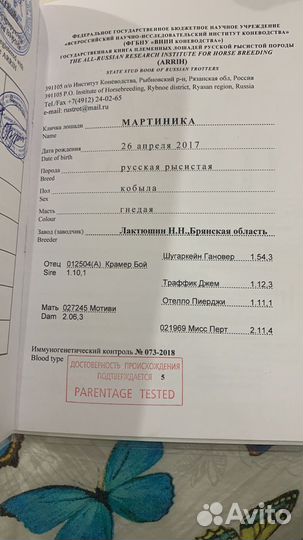 ФЕДЕРАЛЬНОЕ ГОСУДАРСТВЕННОЕ БЮДЖЕТНОЕ НАУЧНОЕ УЧРЕЖДЕНИЕ
«ВСЕРОССИЙСКИЙ НАУЧНО-ИССЛЕДОВАТЕЛЬСКИЙ ИНСТИТУТ КОНЕВОДСТВА»
(ФГБНУ «ВНИИ КОНЕВОДСТВА»)
ГОСУДАРСТВЕННАЯ КНИГА ПЛЕМЕННЫХ ЛОШАДЕЙ РУССКОЙ РЫСИСТОЙ ПОРОДЫ
THE ALL-RUSSIAN RESEARCH INSTITUTE FOR HORSE BREEDING
(ARRIH)
STATE STUD BOOK OF RUSSIAN TROTTERS
391105 п/о Институт Коневодства, Рыбновский р-н, Рязанская обл, Россия
391105 P.O. Institute of Horsebreeding, Rybnoe district, Ryazan region, Russia
Tel./Fax +7(4912) 24-02-65
e-mail: rustrot@mail.ru
Кличка лошади МАРТИНИКА
Name
Дата рождения 26 апреля 2017
Date of birth
Порода русская рысистая
Breed
Пол кобыла
Sex
Масть гнедая
Colour
Завод (заводчик) Лактюшин Н.Н.,Брянская область
Breeder
Шугаркейн Гановер 1.54,3
Отец 012504(А) Крамер Бой
Sire 1.10,1
Траффик Джем 1.12,3
Отелло Пиерджи 1.11,1
Мать 027245 Мотиви
Dam 2.06,3
021969 Мисс Перт 2.11,4
Иммуногенетический контроль № 073-2018
Blood type
ДОСТОВЕРНОСТЬ ПРОИСХОЖДЕНИЯ
ПОДТВЕРЖДАЕТСЯ 5
PARENTAGE TESTED
Avito